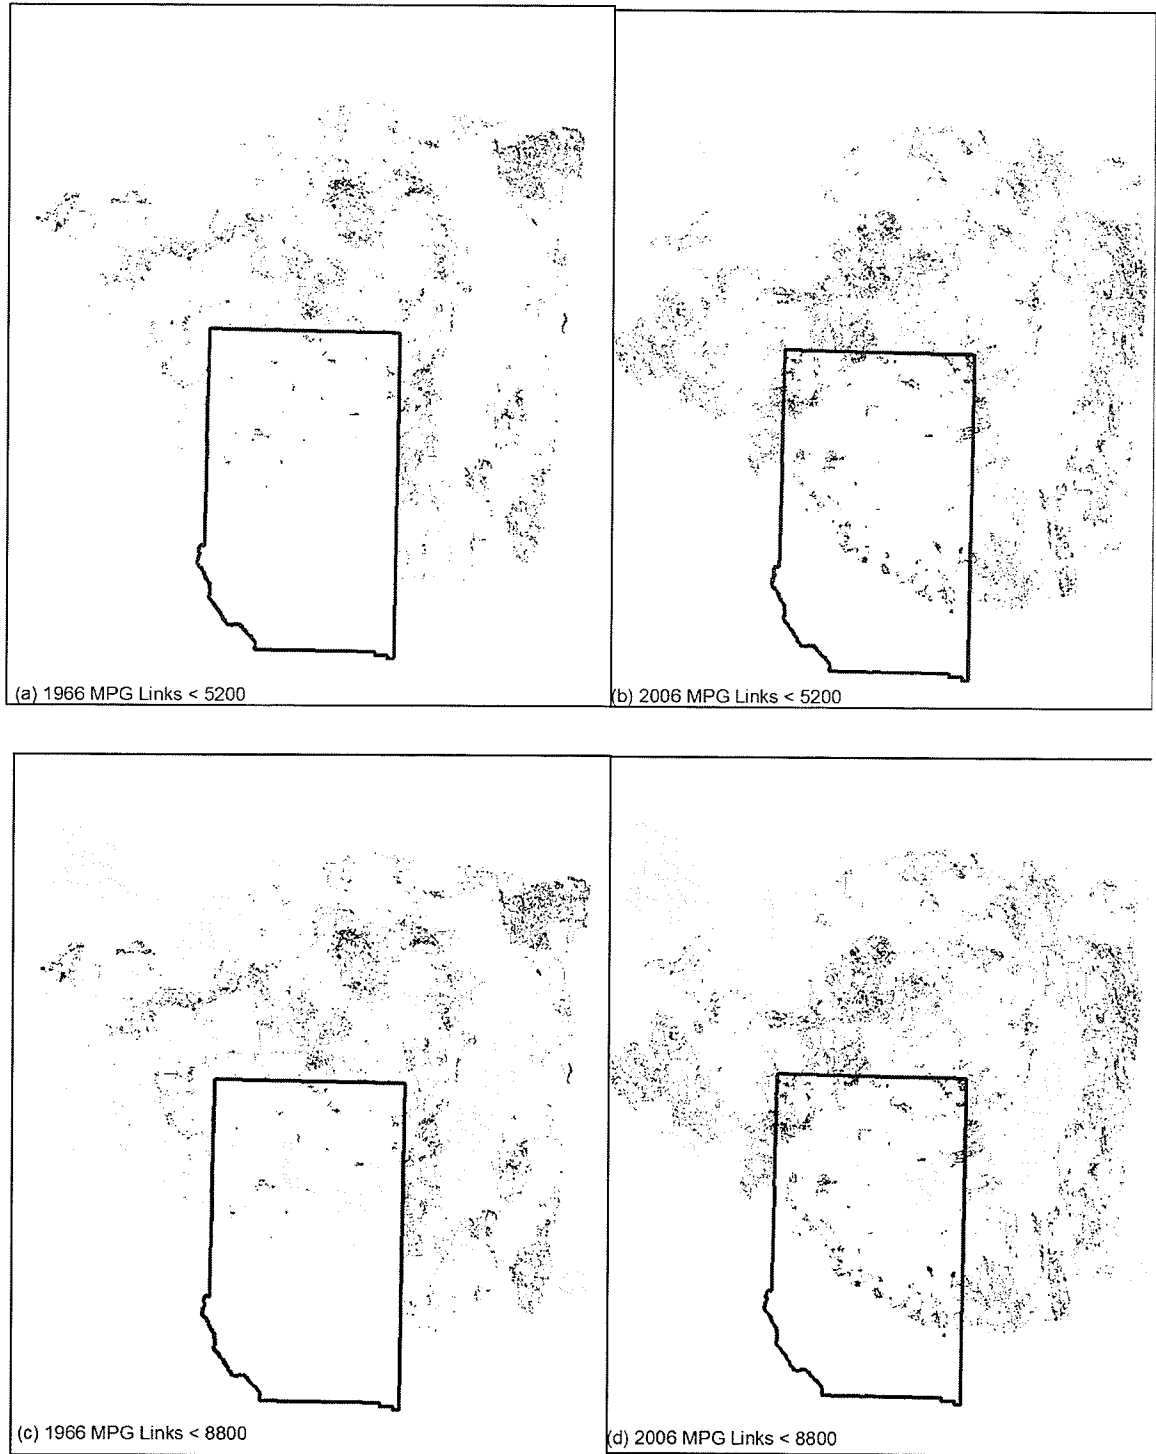 (a) 1966 MPG Links < 5200
(b) 2006 MPG Links < 5200
(c) 1966 MPG Links < 8800
(d) 2006 MPG Links < 8800